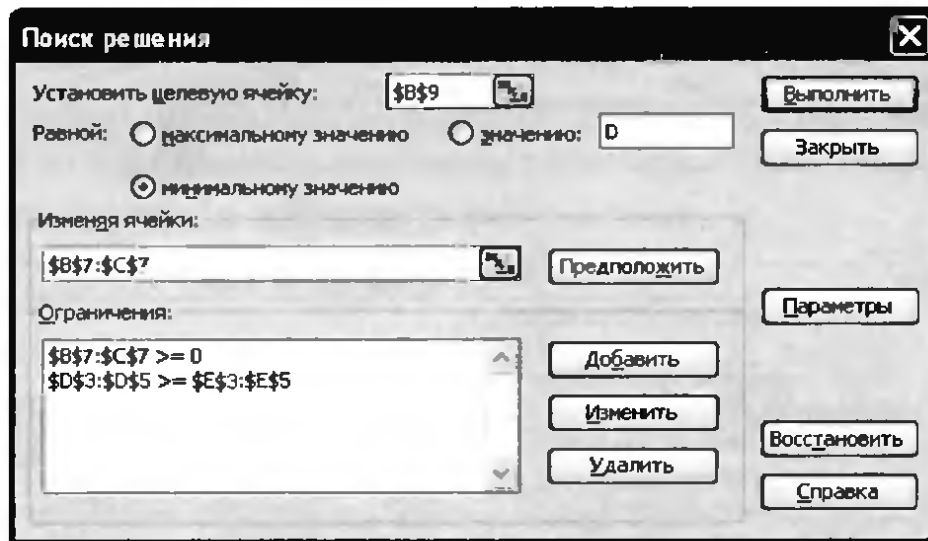 Поиск решения
Установить целевую ячейку: $B$9 Выполнить
Равной: максимальному значению значению: 0 Закрыть
минимальному значению
Изменяя ячейки:
$B$7:$C$7 Предположить
Ограничения: Параметры
$B$7:$C$7 >= 0 Добавить
$D$3:$D$5 >= $E$3:$E$5
Изменить
Восстановить
Удалить
Справка